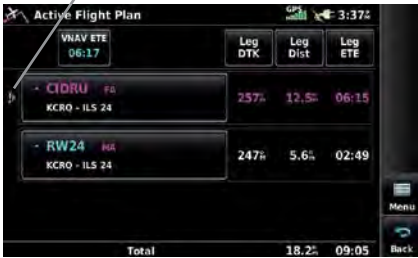 Active Flight Plan
GPS
3:37
VNAV ETE
06:17
Leg DTK
Leg Dist
Leg ETE
CIDRU FA
KCRQ - ILS 24
257
12.5
06:15
RW24 MA
KCRQ - ILS 24
247
5.6
02:49
Menu
Total
18.2
09:05
Back